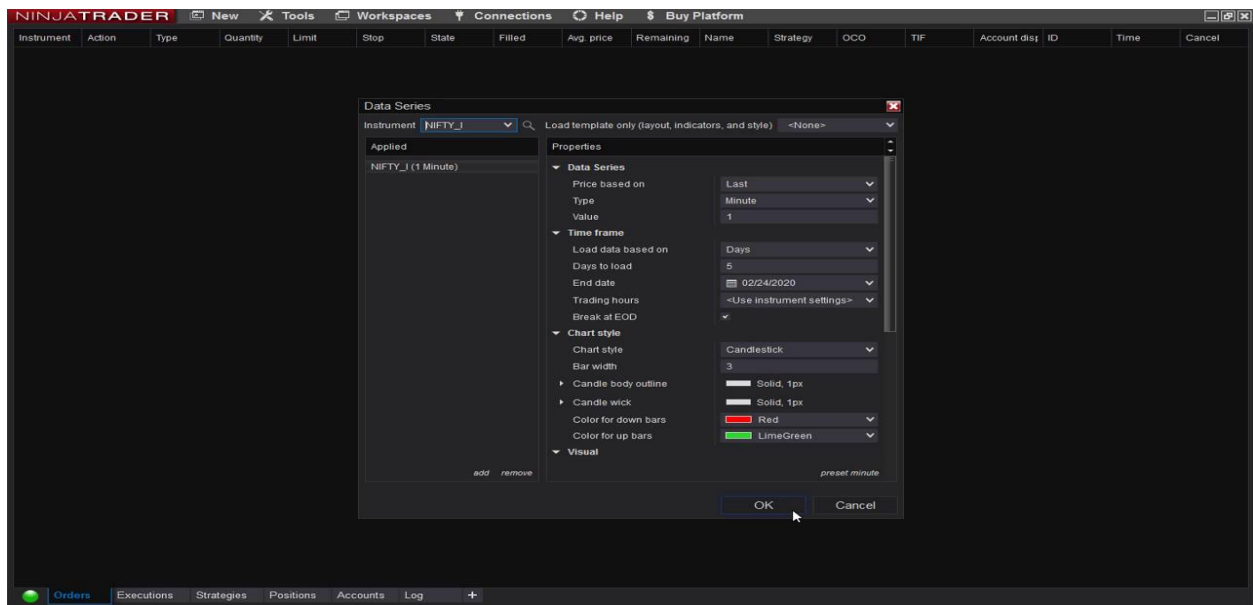 NINJATRADER New Tools Workspaces Connections Help $ Buy Platform
Instrument Action Type Quantity Limit Stop State Filled Avg. price Remaining Name Strategy OCO TIF Account disp ID Time Cancel
Data Series
Instrument NIFTY_I Load template only (layout, indicators, and style) <None>
Applied Properties
NIFTY_I (1 Minute)
Data Series
Price based on Last
Type Minute
Value 1
Time frame
Load data based on Days
Days to load 5
End date 02/24/2020
Trading hours <Use instrument settings>
Break at EOD
Chart style
Chart style Candlestick
Bar width 3
Candle body outline Solid, 1px
Candle wick Solid, 1px
Color for down bars Red
Color for up bars LimeGreen
Visual
add remove preset minute
OK Cancel
Orders Executions Strategies Positions Accounts Log +